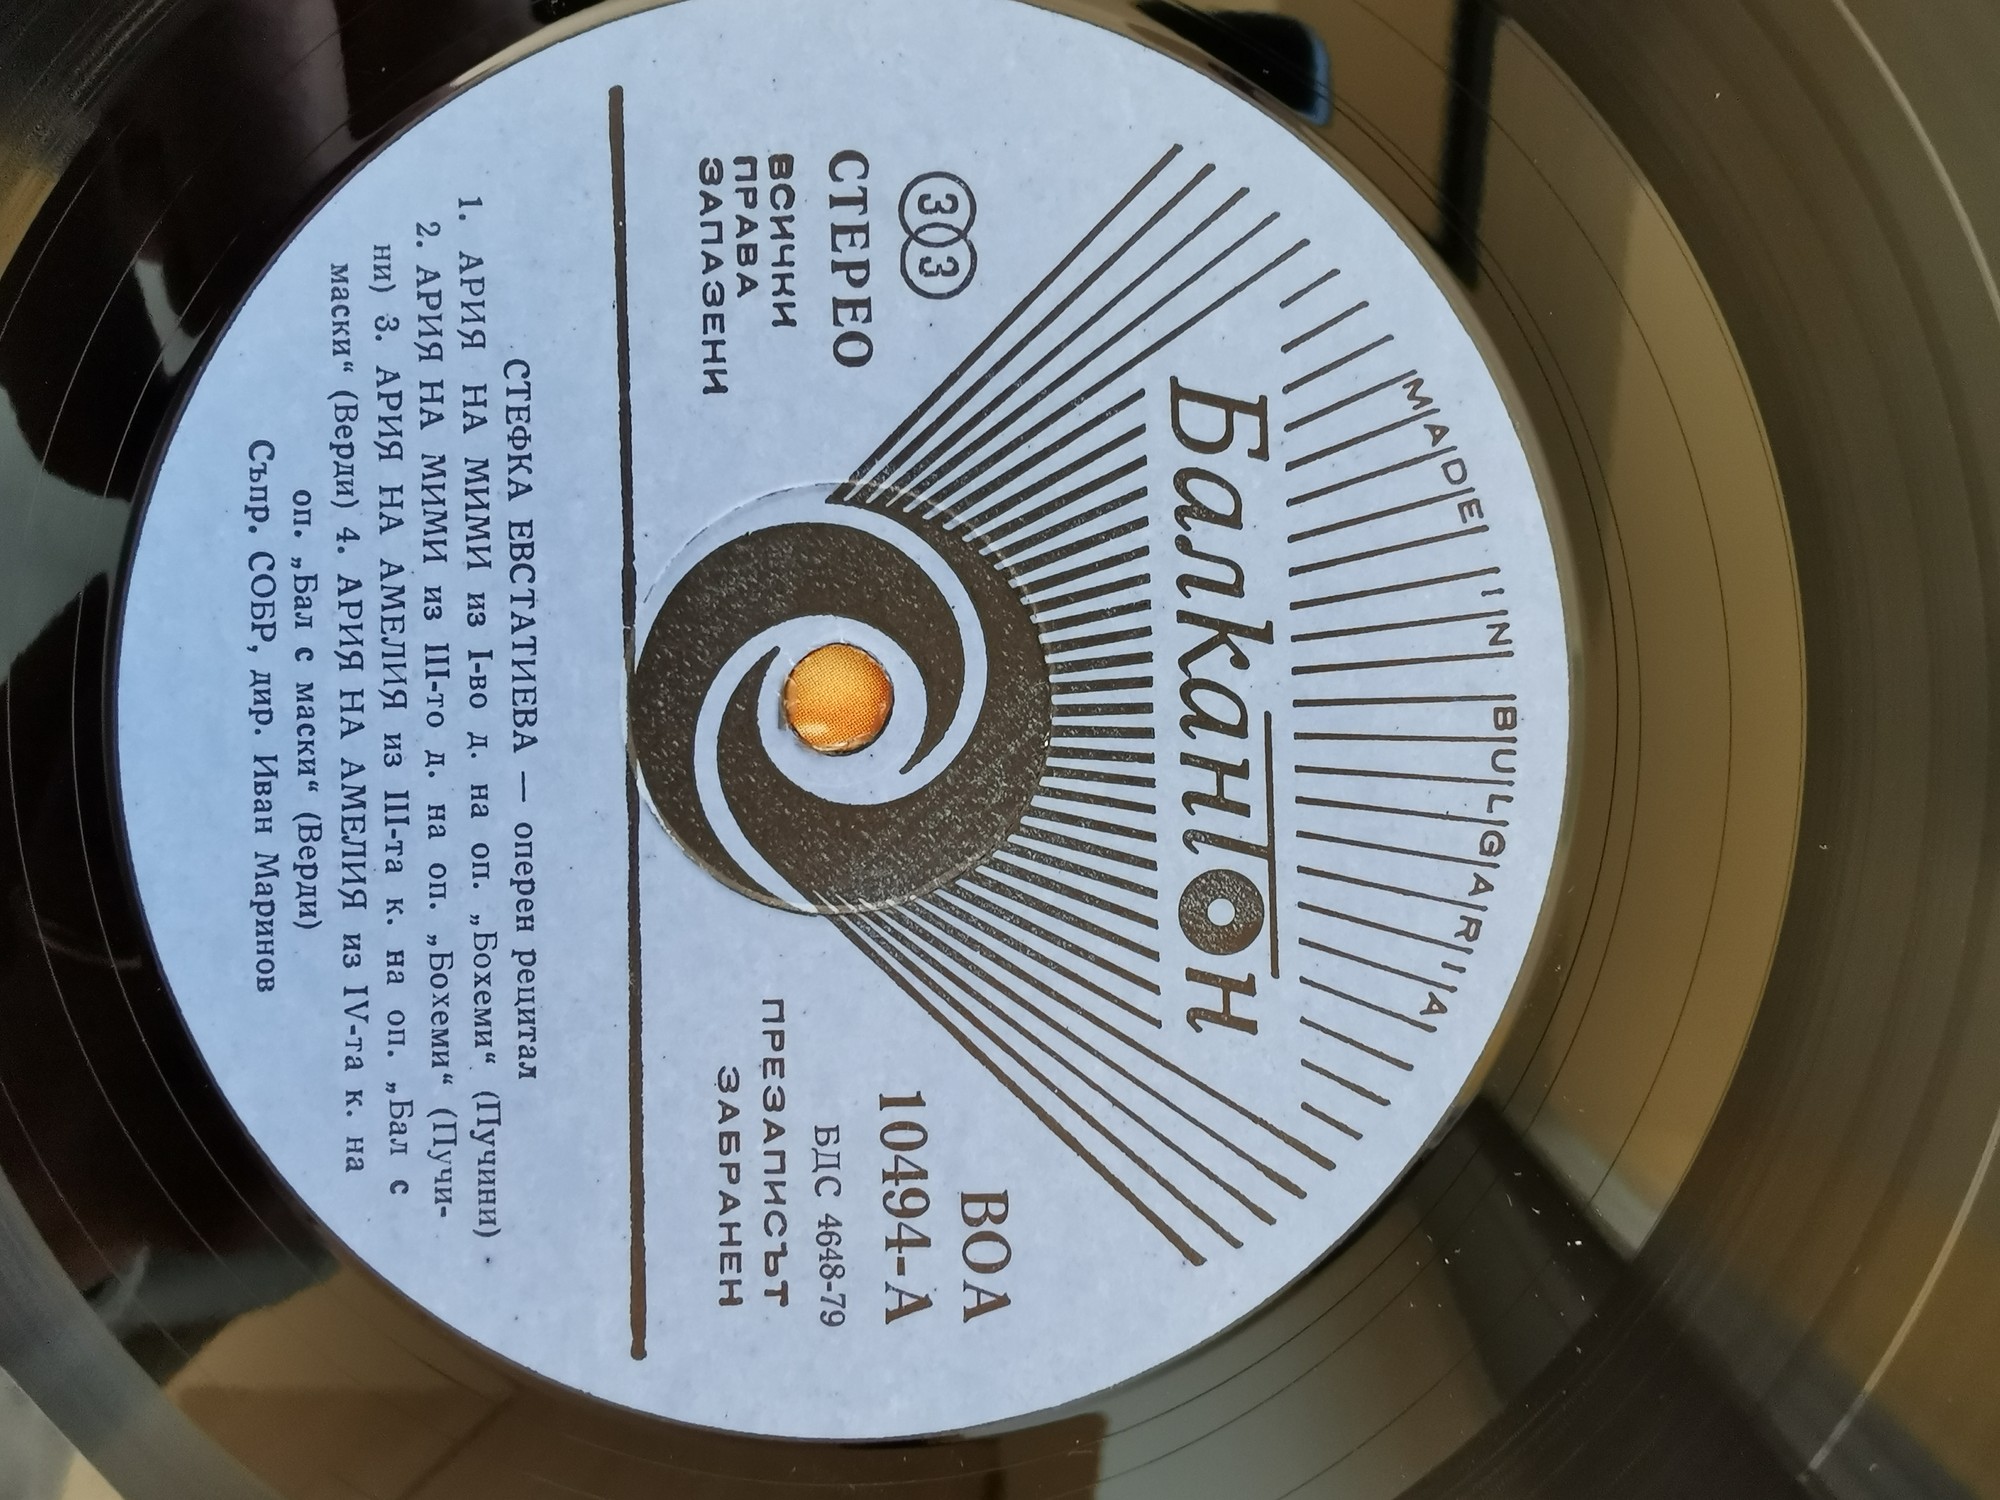 MADE IN BULGARIA
Балкантон
ЗОЗ
СТЕРЕО
ВСИЧКИ
ПРАВА
ЗАПАЗЕНИ
ВОА
10494-А
БДС 4648-79
ПРЕЗАПИСЪТ
ЗАБРАНЕН
СТЕФКА ЕВСТАТИЕВА — оперен рецитал
1. АРИЯ НА МИМИ из I-во д. на оп. „Бохеми“ (Пучини)
2. АРИЯ НА МИМИ из III-то д. на оп. „Бохеми“ (Пучи-
ни) 3. АРИЯ НА АМЕЛИЯ из III-та к. на оп. „Бал с
маски“ (Верди) 4. АРИЯ НА АМЕЛИЯ из IV-та к. на
оп. „Бал с маски“ (Верди)
Съпр. СОБР, дир. Иван Маринов